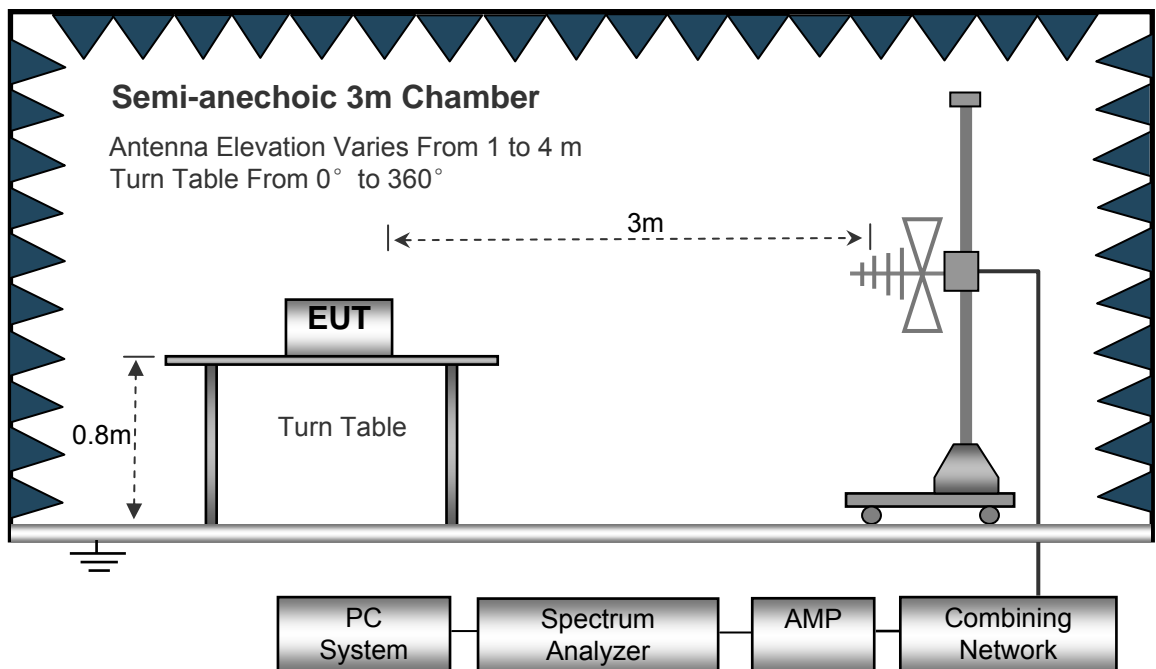 Semi-anechoic 3m Chamber
Antenna Elevation Varies From 1 to 4 m
Turn Table From 0° to 360°
3m
EUT
0.8m
Turn Table
PC
System
Spectrum
Analyzer
AMP
Combining
Network